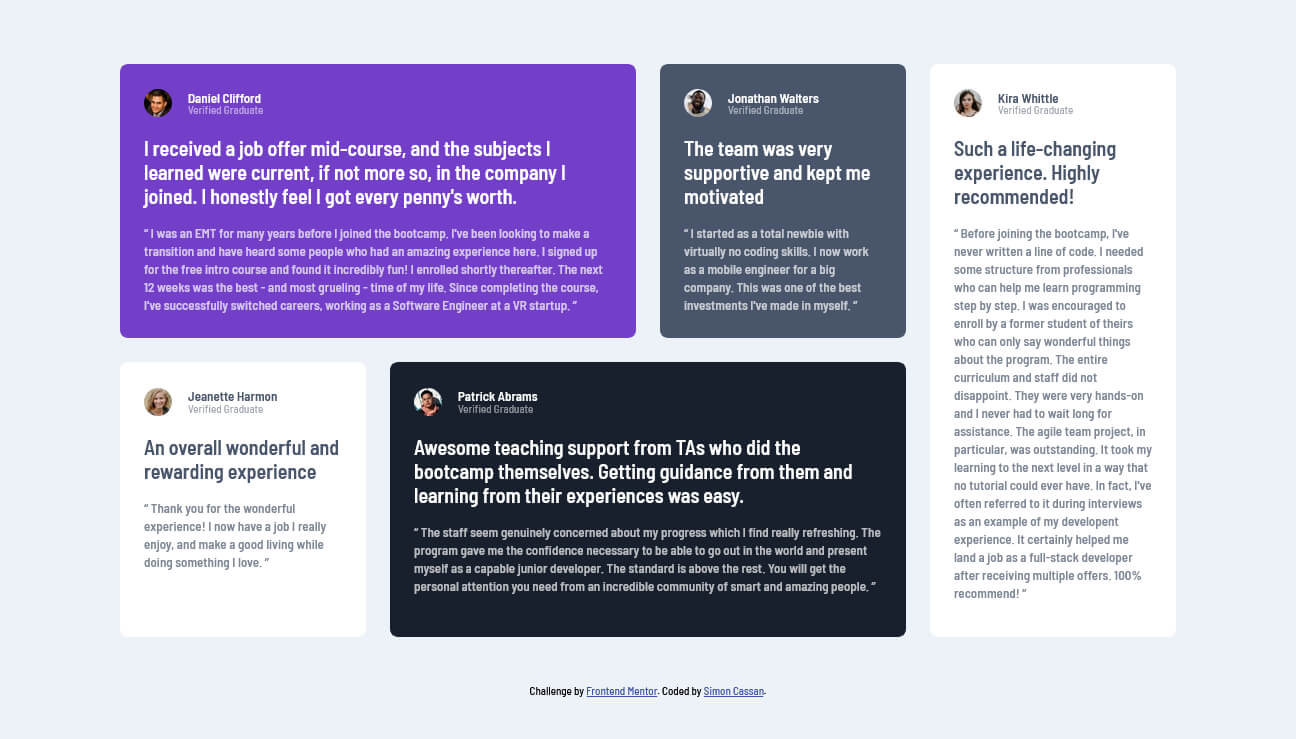 Daniel Clifford
Verified Graduate
I received a job offer mid-course, and the subjects I
learned were current, if not more so, in the company I
joined. I honestly feel I got every penny's worth.
“ I was an EMT for many years before I joined the bootcamp. I've been looking to make a
transition and have heard some people who had an amazing experience here. I signed up
for the free intro course and found it incredibly fun! I enrolled shortly thereafter. The next
12 weeks was the best - and most grueling - time of my life. Since completing the course,
I've successfully switched careers, working as a Software Engineer at a VR startup. ”
Jonathan Walters
Verified Graduate
The team was very
supportive and kept me
motivated
“ I started as a total newbie with
virtually no coding skills. I now work
as a mobile engineer for a big
company. This was one of the best
investments I've made in myself. ”
Kira Whittle
Verified Graduate
Such a life-changing
experience. Highly
recommended!
“ Before joining the bootcamp, I've
never written a line of code. I needed
some structure from professionals
who can help me learn programming
step by step. I was encouraged to
enroll by a former student of theirs
who can only say wonderful things
about the program. The entire
curriculum and staff did not
disappoint. They were very hands-on
and I never had to wait long for
assistance. The agile team project, in
particular, was outstanding. It took my
learning to the next level in a way that
no tutorial could ever have. In fact, I've
often referred to it during interviews
as an example of my developent
experience. It certainly helped me
land a job as a full-stack developer
after receiving multiple offers. 100%
recommend! ”
Jeanette Harmon
Verified Graduate
An overall wonderful and
rewarding experience
“ Thank you for the wonderful
experience! I now have a job I really
enjoy, and make a good living while
doing something I love. ”
Patrick Abrams
Verified Graduate
Awesome teaching support from TAs who did the
bootcamp themselves. Getting guidance from them and
learning from their experiences was easy.
“ The staff seem genuinely concerned about my progress which I find really refreshing. The
program gave me the confidence necessary to be able to go out in the world and present
myself as a capable junior developer. The standard is above the rest. You will get the
personal attention you need from an incredible community of smart and amazing people. ”
Challenge by Frontend Mentor. Coded by Simon Cassan.